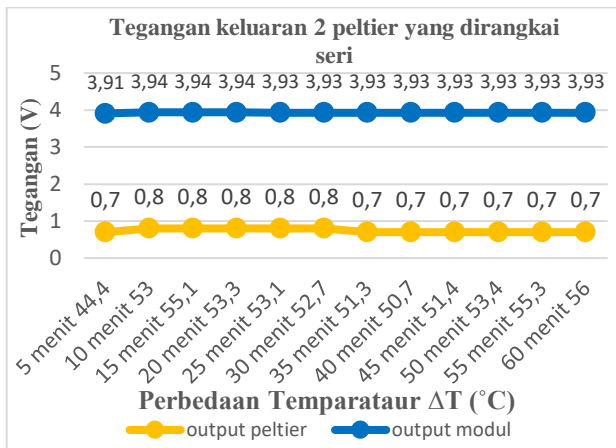 Tegangan keluaran 2 peltier yang dirangkai
seri
Tegangan (V)
5
4
3
2
1
0
3,91 3,94 3,94 3,94 3,93 3,93 3,93 3,93 3,93 3,93 3,93 3,93
0,7 0,8 0,8 0,8 0,8 0,8 0,7 0,7 0,7 0,7 0,7 0,7
5 menit 44,4
10 menit 53
15 menit 55,1
20 menit 53,3
25 menit 53,1
30 menit 52,7
35 menit 51,3
40 menit 50,7
45 menit 51,4
50 menit 53,4
55 menit 55,3
60 menit 56
Perbedaan Temparataur ΔT (˚C)
output peltier output modul